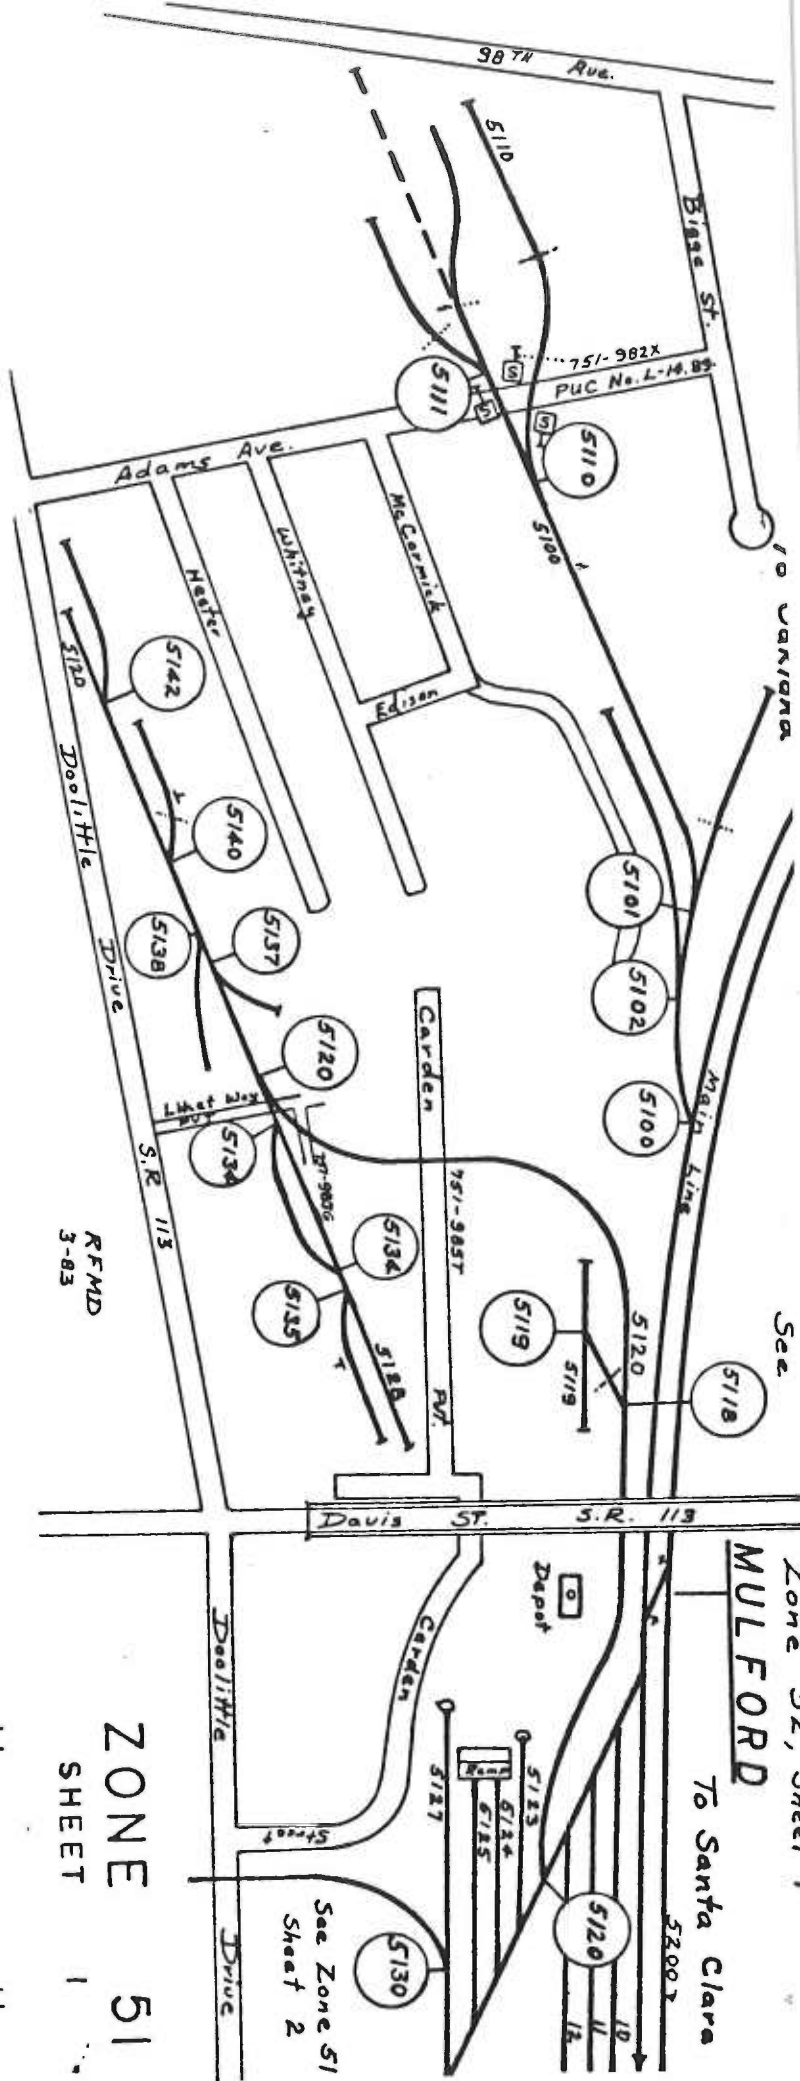 98TH Ave.
Bigge St.
5110
751-982X
PUC No. L-14.89
S
S
S
5111
5110
5100
Adams Ave.
McCormick
Whitney
Hester
Edison
5120
5142
5140
5138
5137
5120
5101
5102
5100
Main Line
Doolittle Drive
S.R 113
RFMD
3-83
PVT
5134
5136
5135
5128
Carden
751-985T
PVT.
5119
5119
5120
5118
See
Davis ST. S.R. 113
MULFORD
To Santa Clara
Depot
Carden
Street
Doolittle Drive
5127
Ramp
5123
5124
5125
5120
10
11
12
5130
See Zone 51
Sheet 2
ZONE 51
SHEET 1